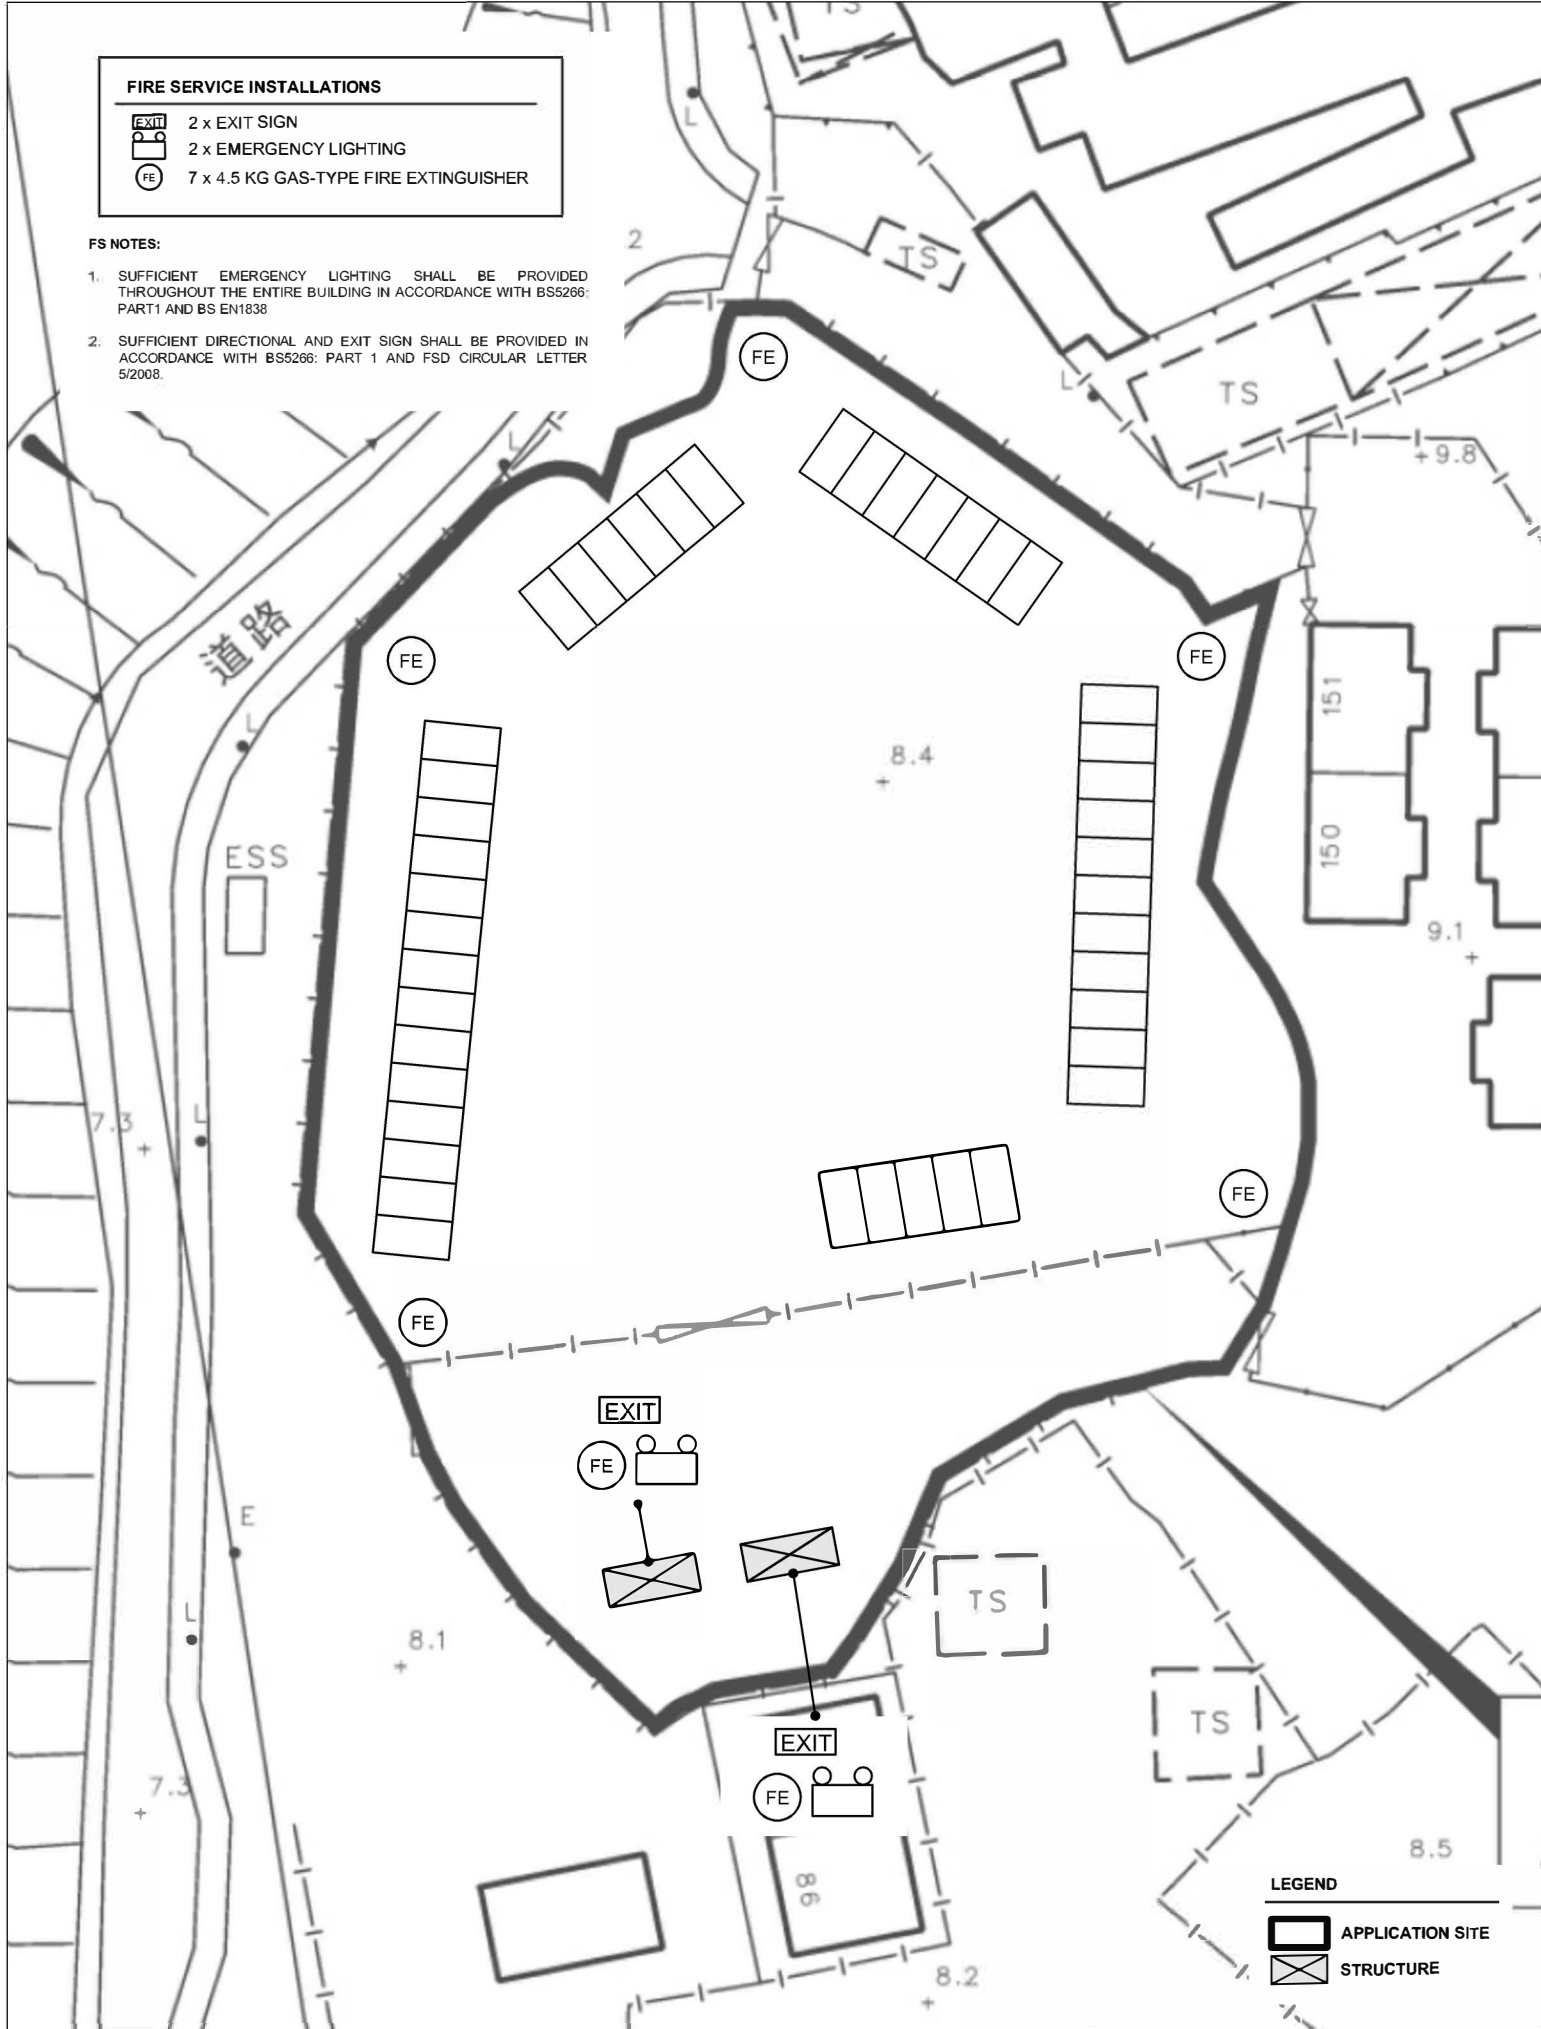 TS
FIRE SERVICE INSTALLATIONS
EXIT 2 x EXIT SIGN
2 x EMERGENCY LIGHTING
FE 7 x 4.5 KG GAS-TYPE FIRE EXTINGUISHER
L
FS NOTES:
1. SUFFICIENT EMERGENCY LIGHTING SHALL BE PROVIDED
THROUGHOUT THE ENTIRE BUILDING IN ACCORDANCE WITH BS5266:
PART1 AND BS EN1838
2. SUFFICIENT DIRECTIONAL AND EXIT SIGN SHALL BE PROVIDED IN
ACCORDANCE WITH BS5266: PART 1 AND FSD CIRCULAR LETTER
5/2008.
2
TS
FE
L
TS
L
9.8
道路
FE
FE
L
151
8.4
150
ESS
9.1
7.3
L
FE
FE
EXIT
FE
E
L
TS
8.1
TS
EXIT
7.3
FE
86
8.5
8.2
LEGEND
APPLICATION SITE
STRUCTURE